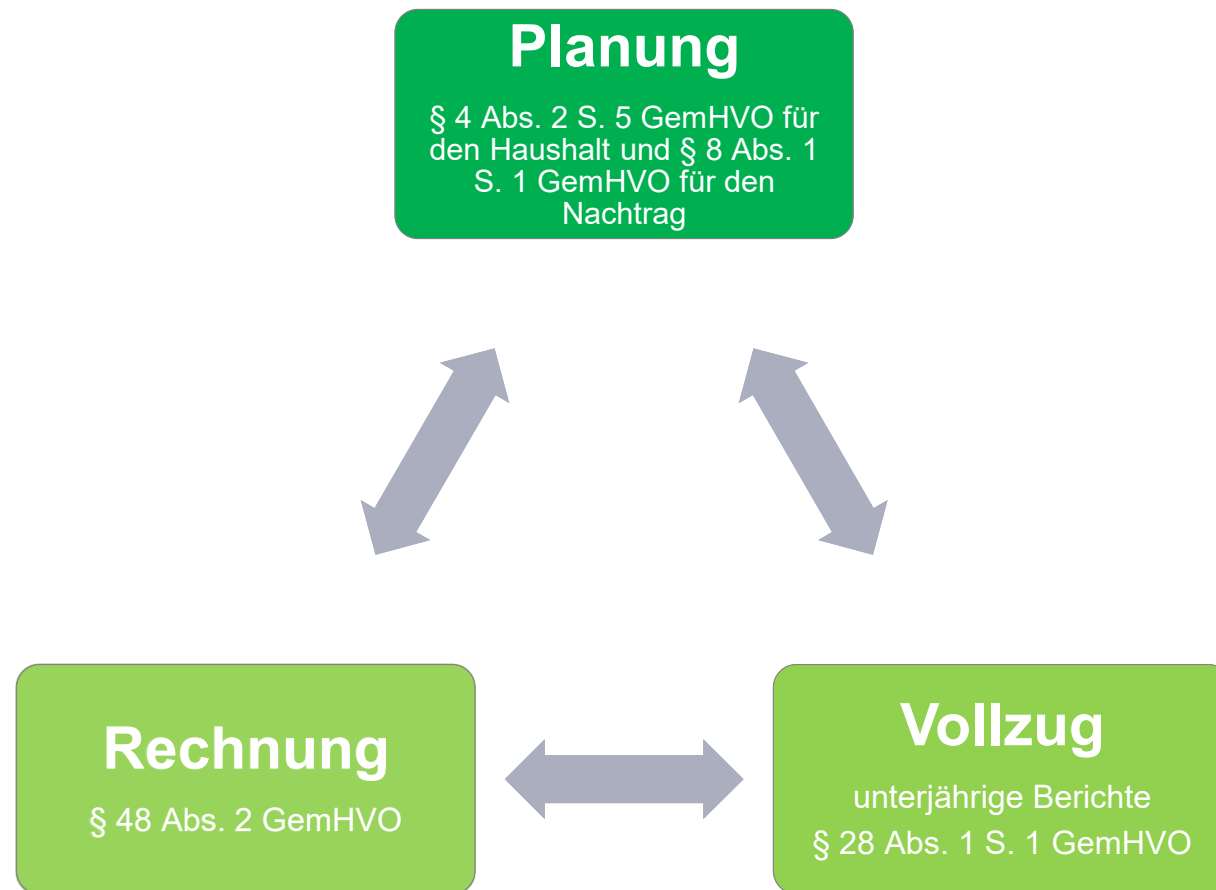 Planung
§ 4 Abs. 2 S. 5 GemHVO für
den Haushalt und § 8 Abs. 1
S. 1 GemHVO für den
Nachtrag
Rechnung
§ 48 Abs. 2 GemHVO
Vollzug
unterjährige Berichte
§ 28 Abs. 1 S. 1 GemHVO